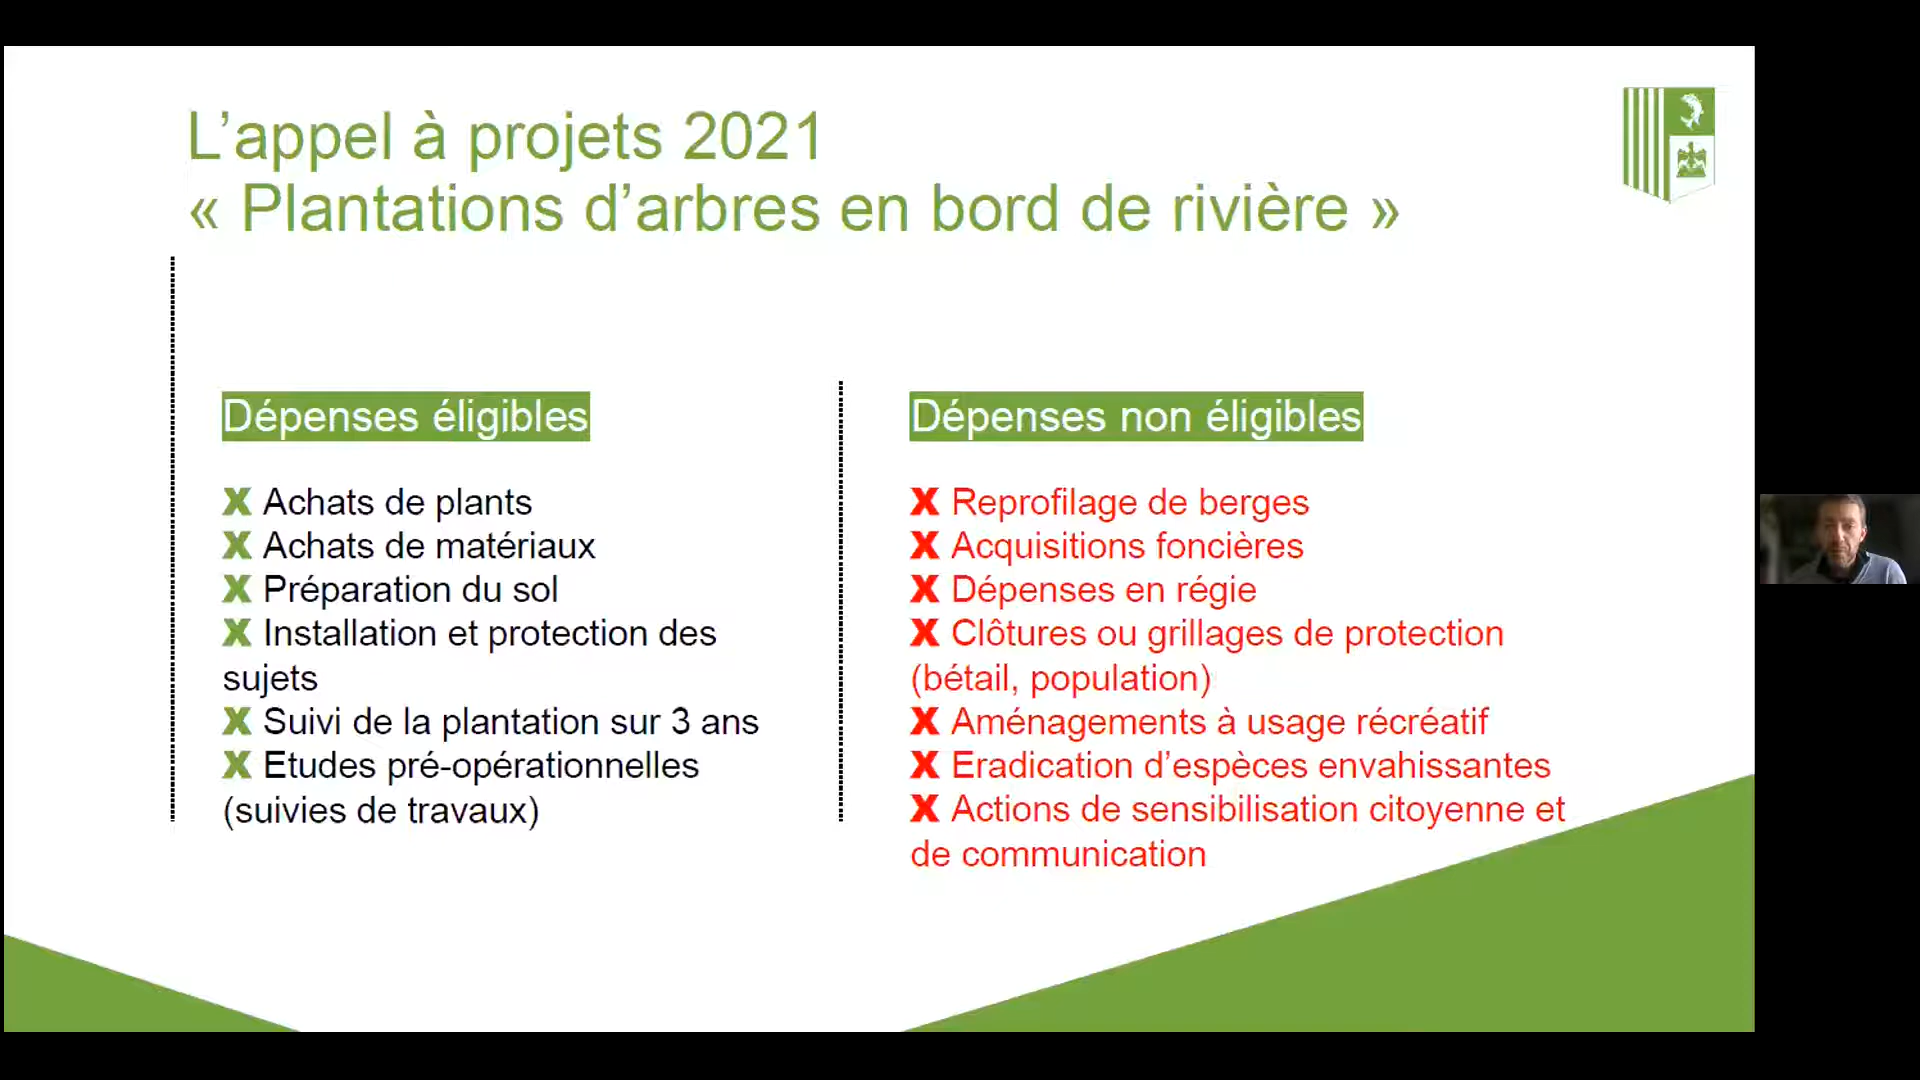 L’appel à projets 2021
« Plantations d’arbres en bord de rivière »
Dépenses éligibles
X Achats de plants
X Achats de matériaux
X Préparation du sol
X Installation et protection des
sujets
X Suivi de la plantation sur 3 ans
X Etudes pré-opérationnelles
(suivies de travaux)
Dépenses non éligibles
X Reprofilage de berges
X Acquisitions foncières
X Dépenses en régie
X Clôtures ou grillages de protection
(bétail, population)
X Aménagements à usage récréatif
X Eradication d’espèces envahissantes
X Actions de sensibilisation citoyenne et
de communication